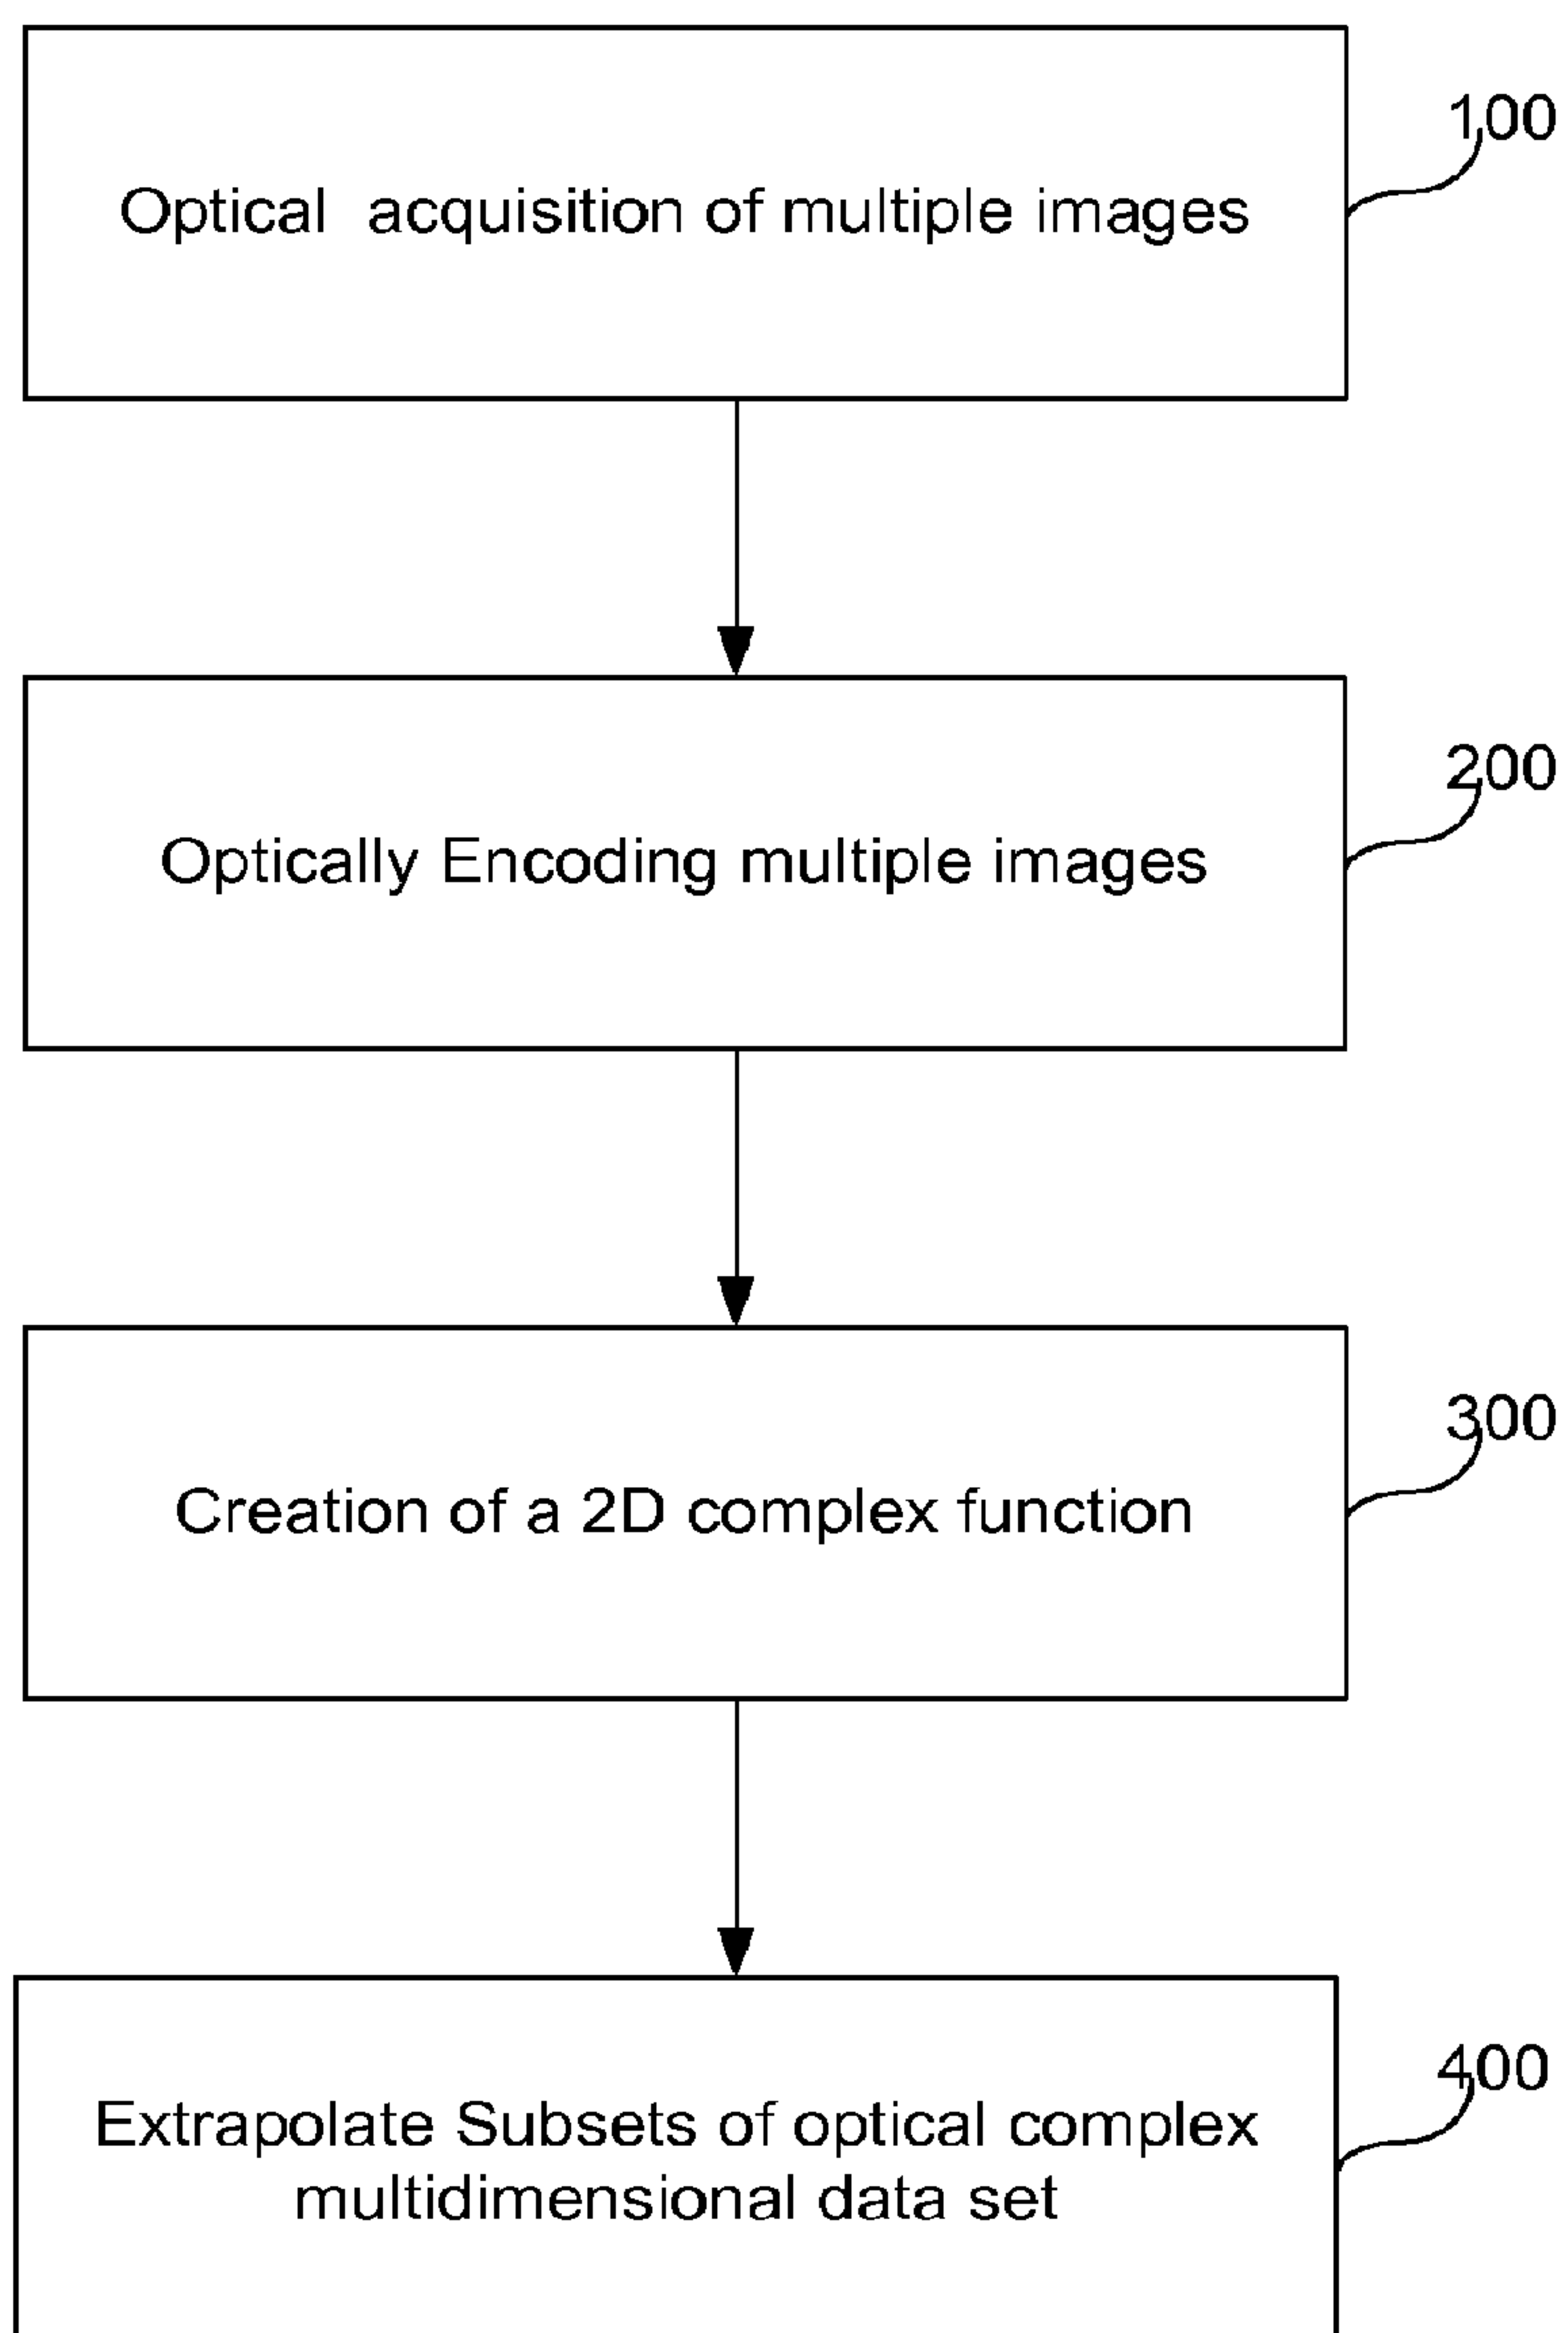 100
Optical acquisition of multiple images
200
Optically Encoding multiple images
300
Creation of a 2D complex function
400
Extrapolate Subsets of optical complex
multidimensional data set